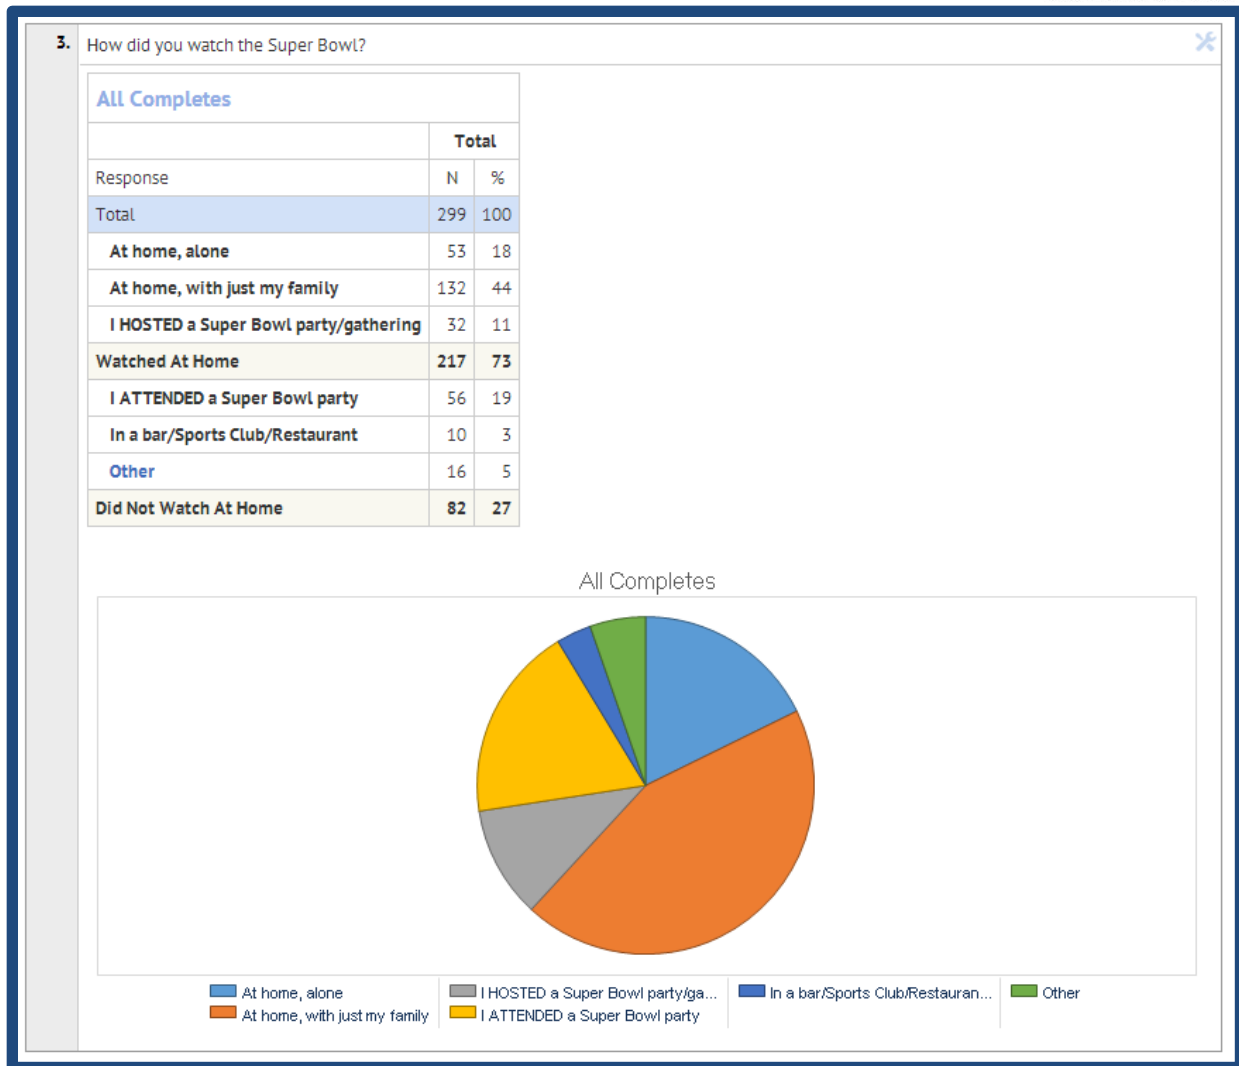 3. How did you watch the Super Bowl?
All Completes
Total
Response N %
Total 299 100
At home, alone 53 18
At home, with just my family 132 44
I HOSTED a Super Bowl party/gathering 32 11
Watched At Home 217 73
I ATTENDED a Super Bowl party 56 19
In a bar/Sports Club/Restaurant 10 3
Other 16 5
Did Not Watch At Home 82 27
All Completes
At home, alone I HOSTED a Super Bowl party/ga... In a bar/Sports Club/Restauran... Other
At home, with just my family I ATTENDED a Super Bowl party